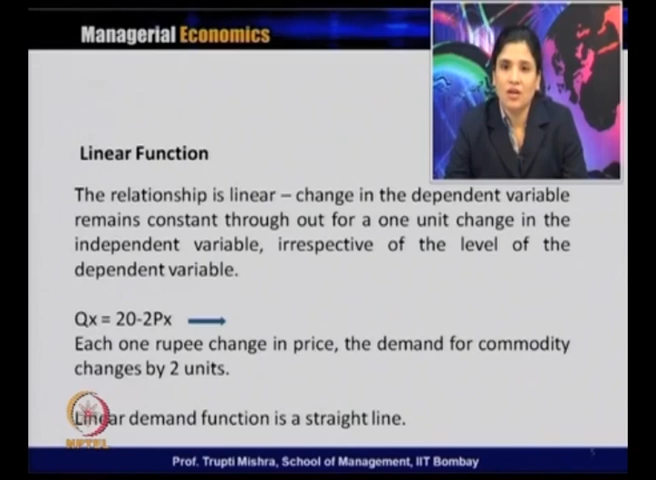 Managerial Economics
Linear Function
The relationship is linear – change in the dependent variable
remains constant through out for a one unit change in the
independent variable, irrespective of the level of the
dependent variable.
Qx = 20-2Px
Each one rupee change in price, the demand for commodity
changes by 2 units.
Linear demand function is a straight line.
NPTEL
Prof. Trupti Mishra, School of Management, IIT Bombay
5